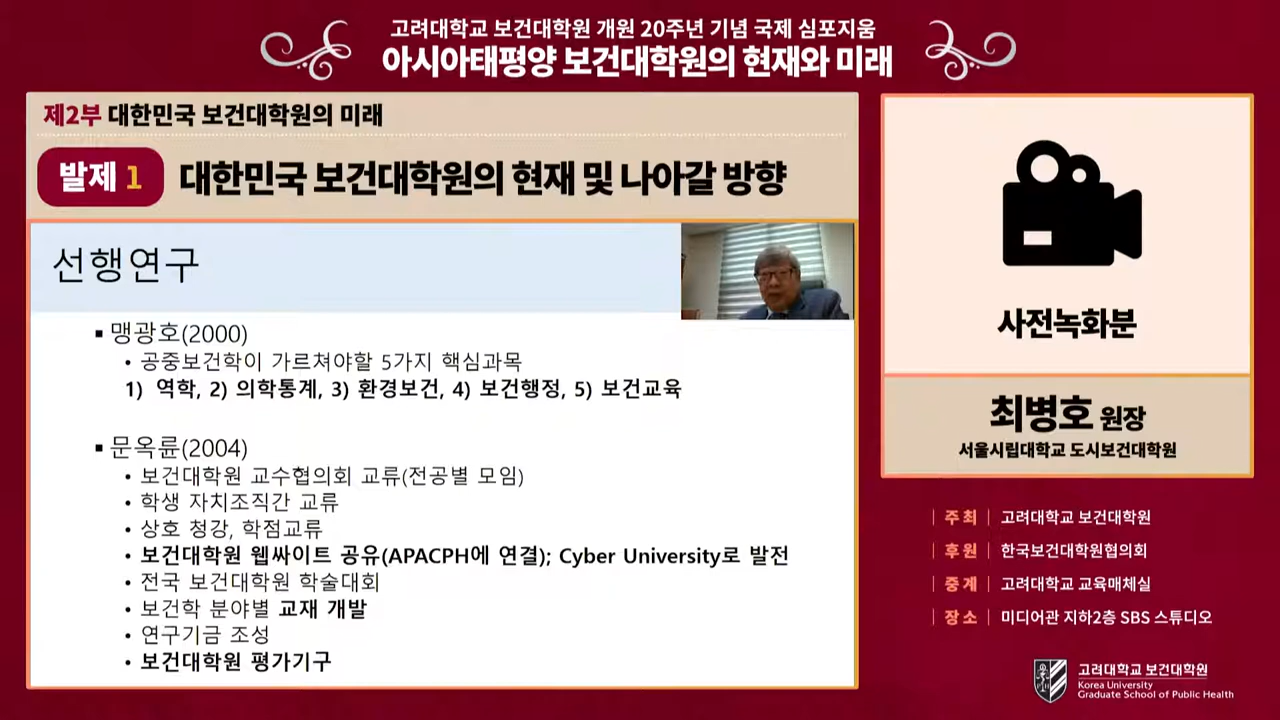 고려대학교 보건대학원 개원 20주년 기념 국제 심포지움
아시아태평양 보건대학원의 현재와 미래
제2부 대한민국 보건대학원의 미래
발제 1 대한민국 보건대학원의 현재 및 나아갈 방향
선행연구
▪ 맹광호(2000)
• 공중보건학이 가르쳐야할 5가지 핵심과목
1) 역학, 2) 의학통계, 3) 환경보건, 4) 보건행정, 5) 보건교육
▪ 문옥륜(2004)
• 보건대학원 교수협의회 교류(전공별 모임)
• 학생 자치조직간 교류
• 상호 청강, 학점교류
• 보건대학원 웹싸이트 공유(APACPH에 연결); Cyber University로 발전
• 전국 보건대학원 학술대회
• 보건학 분야별 교재 개발
• 연구기금 조성
• 보건대학원 평가기구
사전녹화분
최병호 원장
서울시립대학교 도시보건대학원
| 주최 | 고려대학교 보건대학원
| 후원 | 한국보건대학원협의회
| 중계 | 고려대학교 교육매체실
| 장소 | 미디어관 지하2층 SBS 스튜디오
고려대학교 보건대학원
Korea University
Graduate School of Public Health